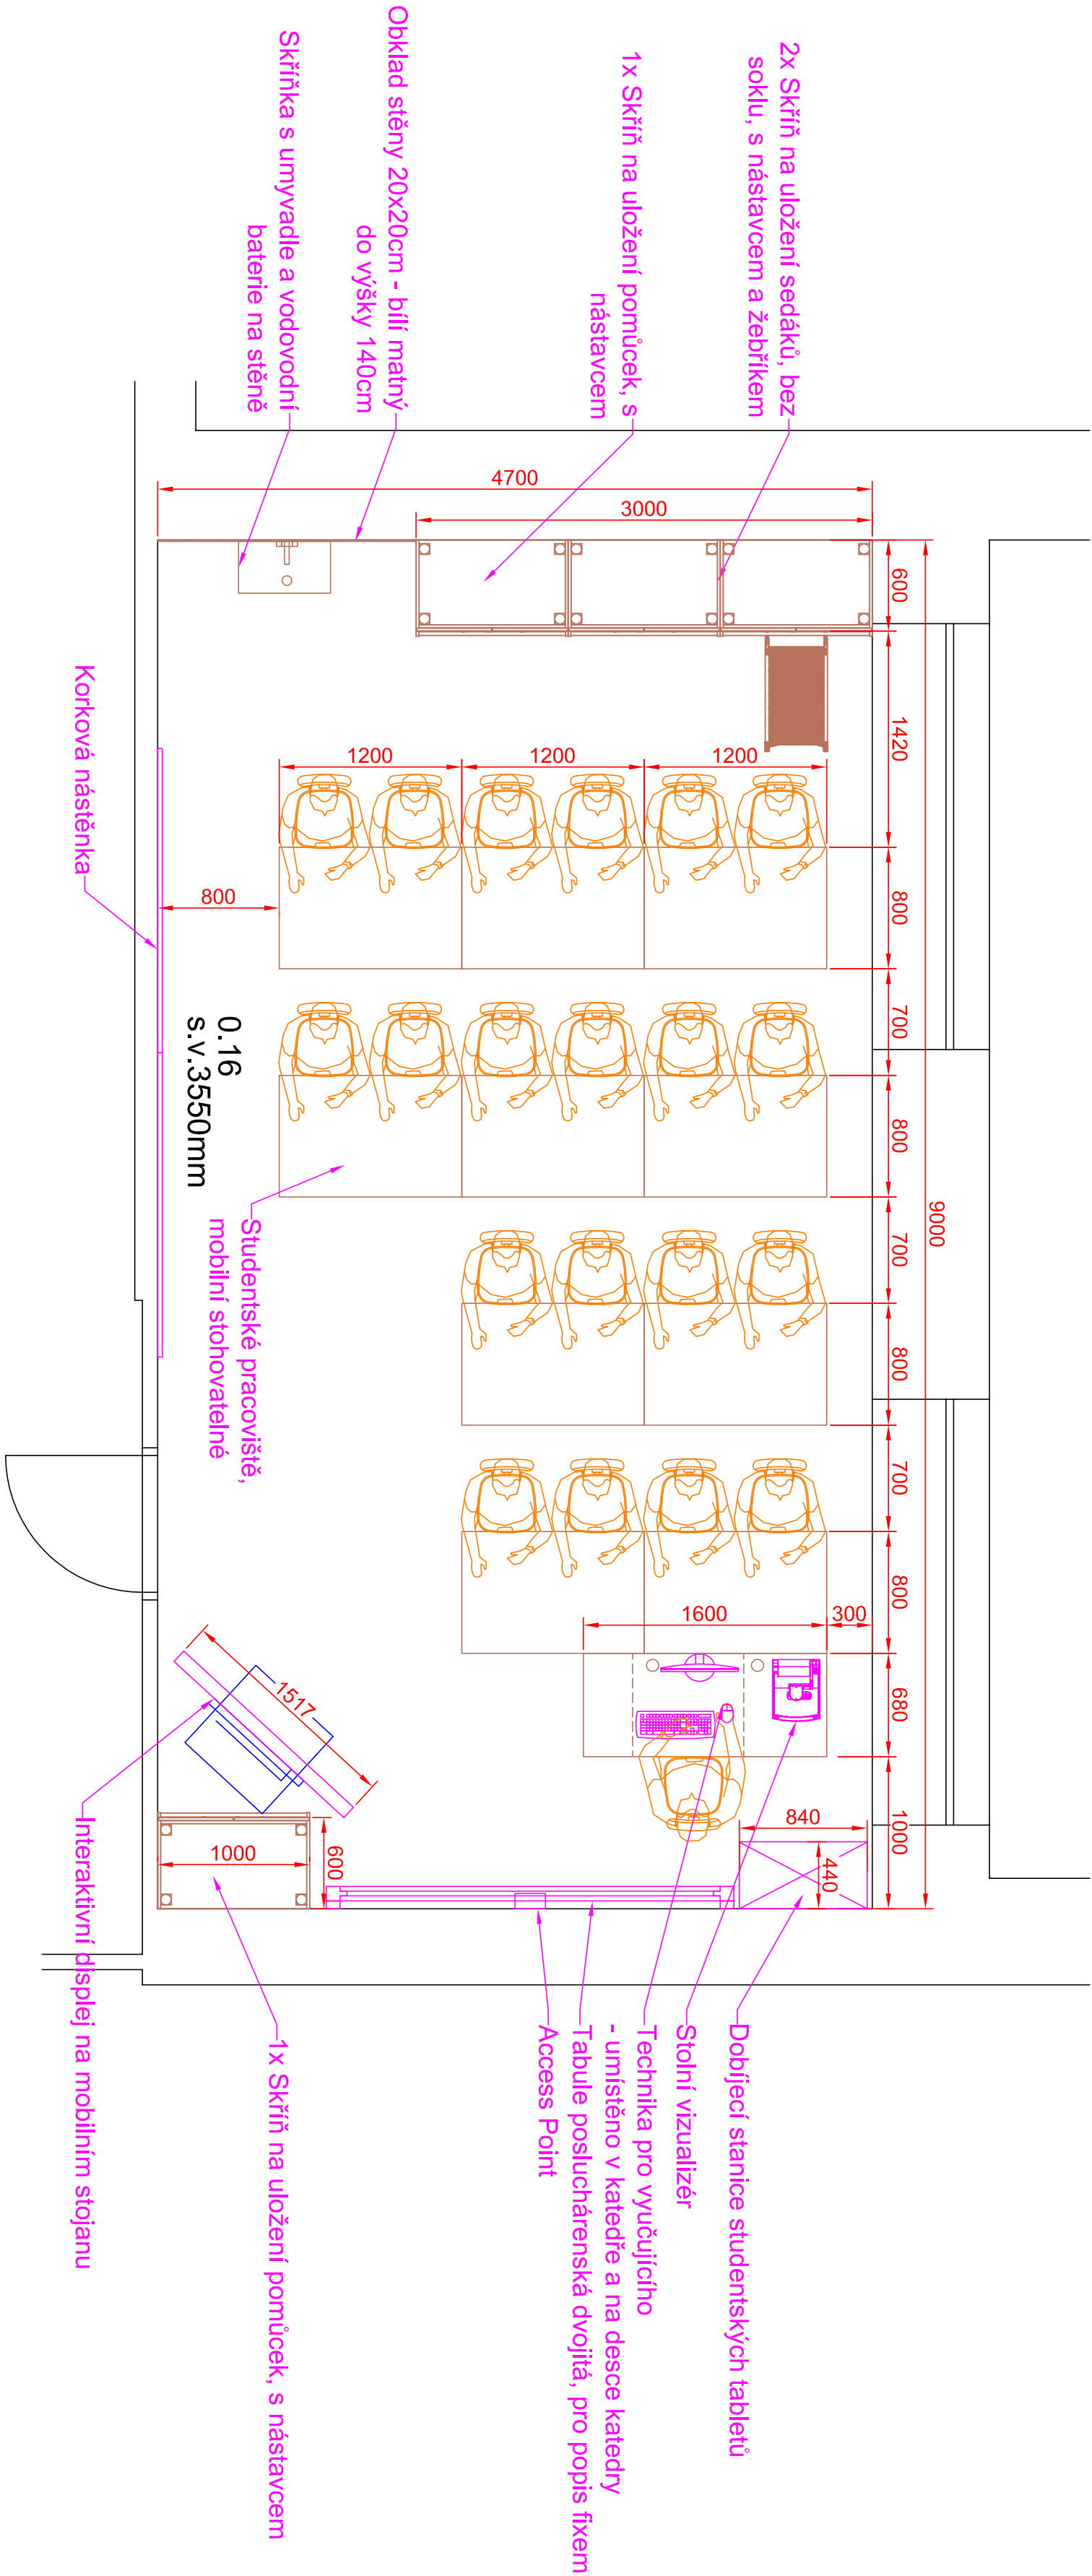 2x Skříň na uložení sedáků, bez
soklu, s nástavcem a žebříkem
1x Skříň na uložení pomůcek, s
nástavcem
Obklad stěny 20x20cm - bílí matný
do výšky 140cm
Skříňka s umyvadle a vodovodní
baterie na stěně
9000
600
1420
800
700
800
700
800
700
800
680
1000
4700
3000
1200
1200
1200
800
300
1600
840
440
1517
600
1000
0.16
s.v.3550mm
Korková nástěnka
Studentské pracoviště,
mobilní stohovatelné
Dobíjecí stanice studentských tabletů
Stolní vizualizér
Technika pro vyučujícího
- umístěno v katedře a na desce katedry
Tabule posluchárenská dvojitá, pro popis fixem
Access Point
1x Skříň na uložení pomůcek, s nástavcem
Interaktivní displej na mobilním stojanu